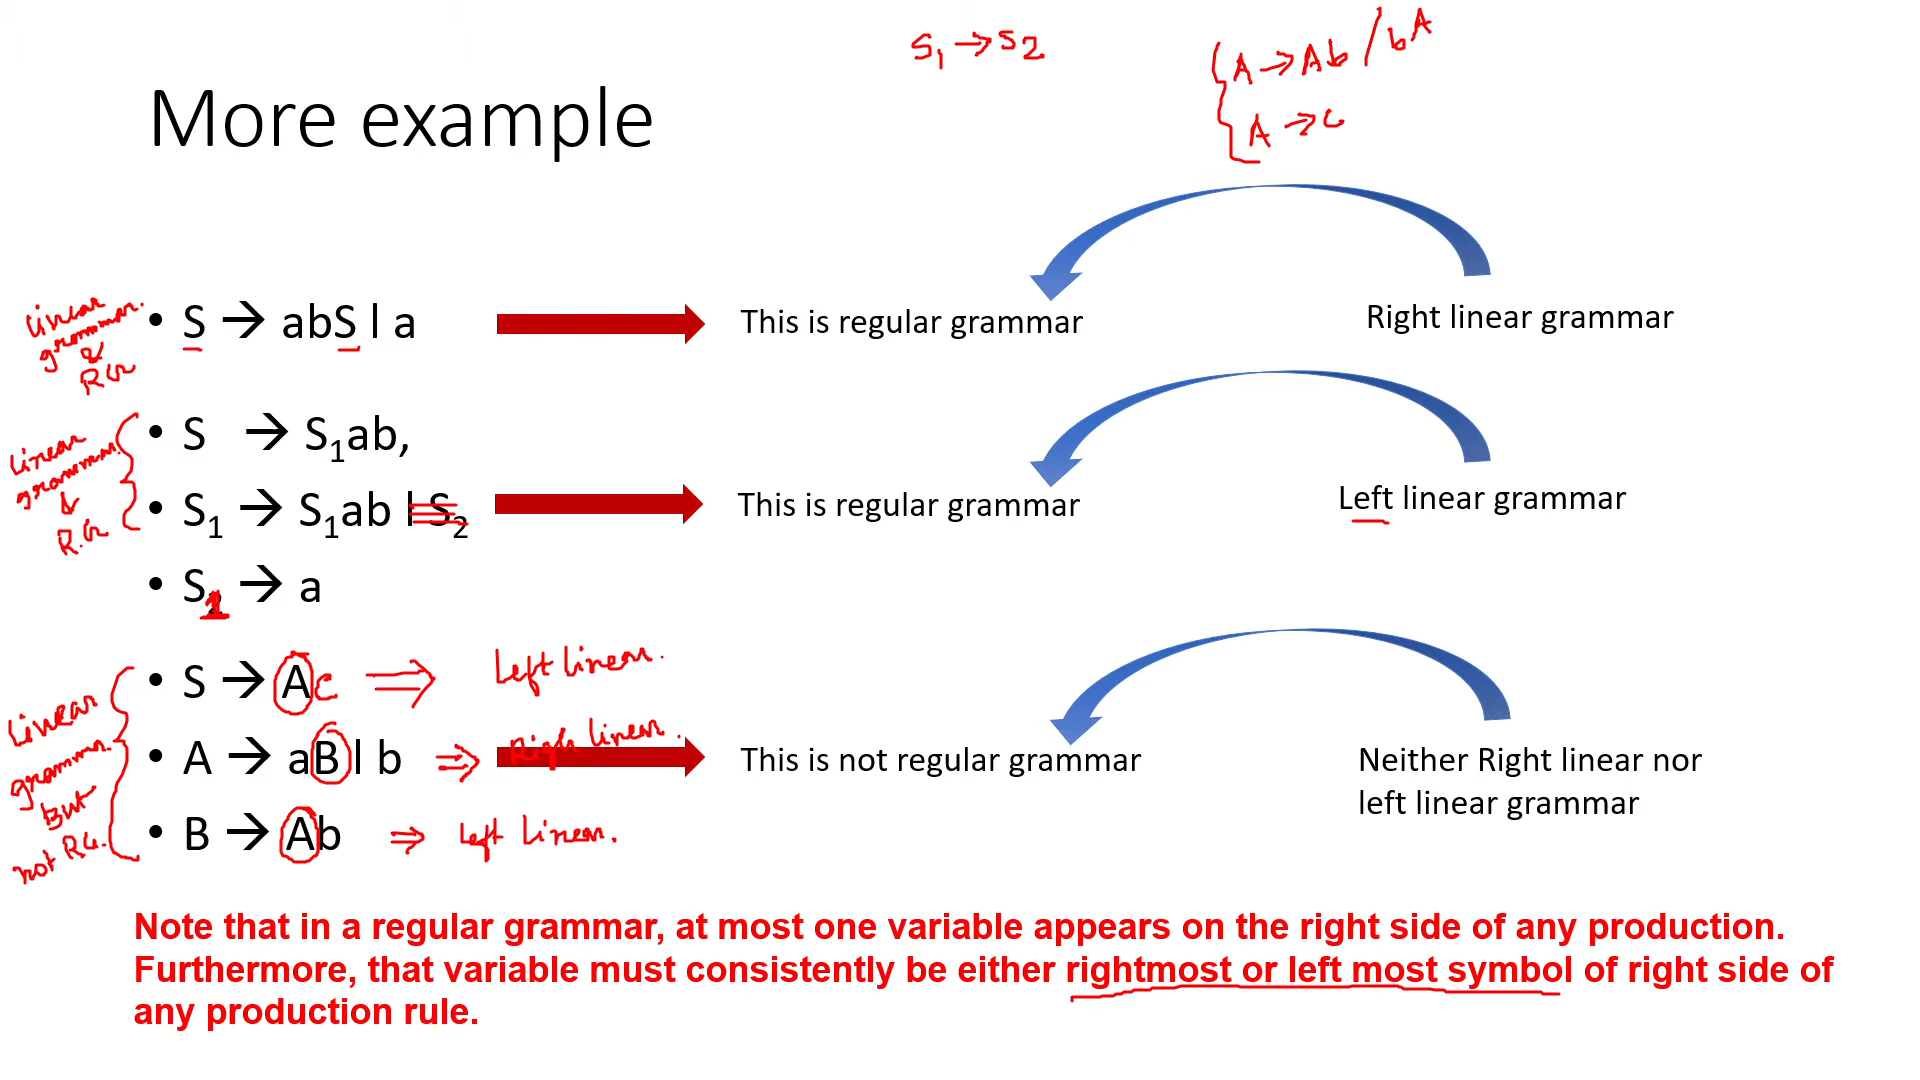 S₁ → S₂
A → Ab / bA
A → c
More example
linear
grammar.
&
RG
• S → abS | a
This is regular grammar
Right linear grammar
linear
grammar.
&
R.G
• S → S₁ab,
• S₁ → S₁ab | S₂
This is regular grammar
Left linear grammar
• S₁ → a
Linear
gramma.
But
not RG.
• S → Ac ⇒ Left linear.
• A → aB | b ⇒ Righ linear.
This is not regular grammar
Neither Right linear nor
left linear grammar
• B → Ab ⇒ Left linear.
Note that in a regular grammar, at most one variable appears on the right side of any production.
Furthermore, that variable must consistently be either rightmost or left most symbol of right side of
any production rule.